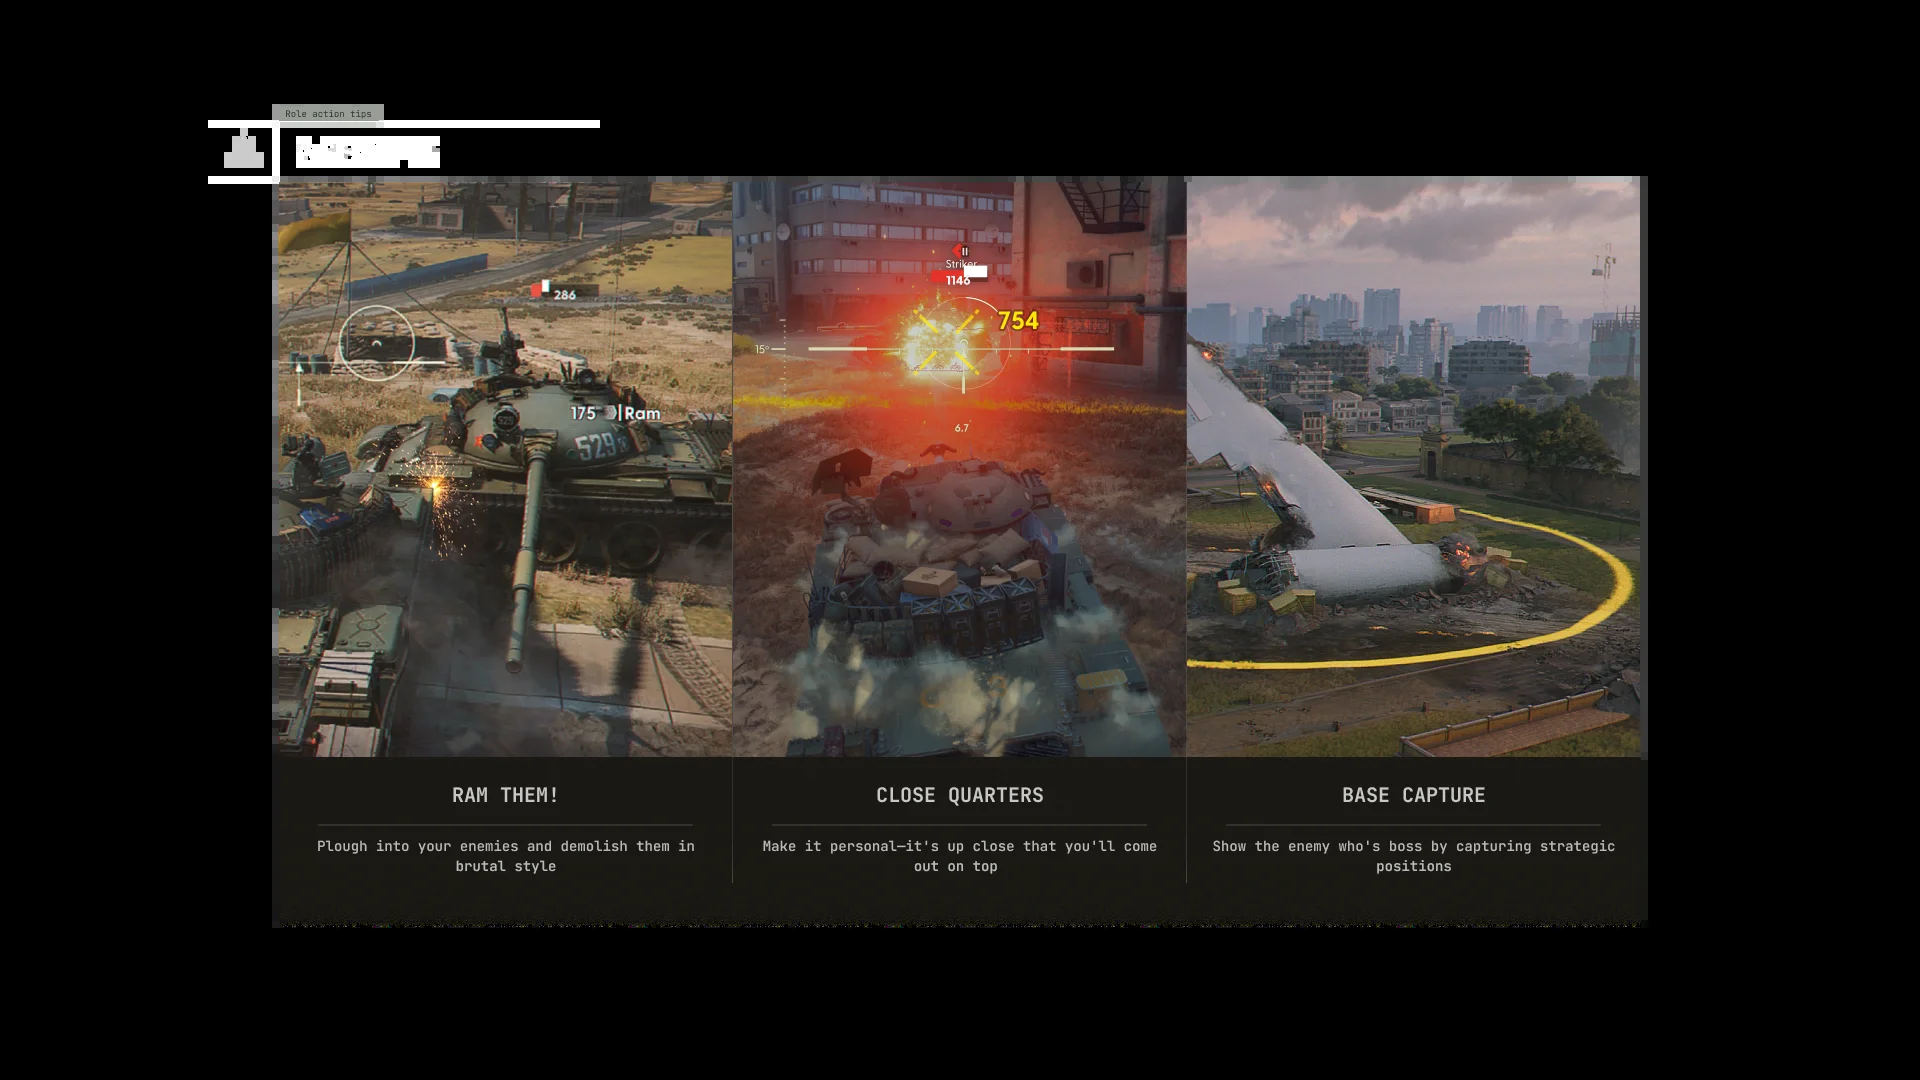 Role action tips
286
175 Ram
529
II
Striker
1146
754
15°
6.7
RAM THEM!
Plough into your enemies and demolish them in
brutal style
CLOSE QUARTERS
Make it personal—it's up close that you'll come
out on top
BASE CAPTURE
Show the enemy who's boss by capturing strategic
positions